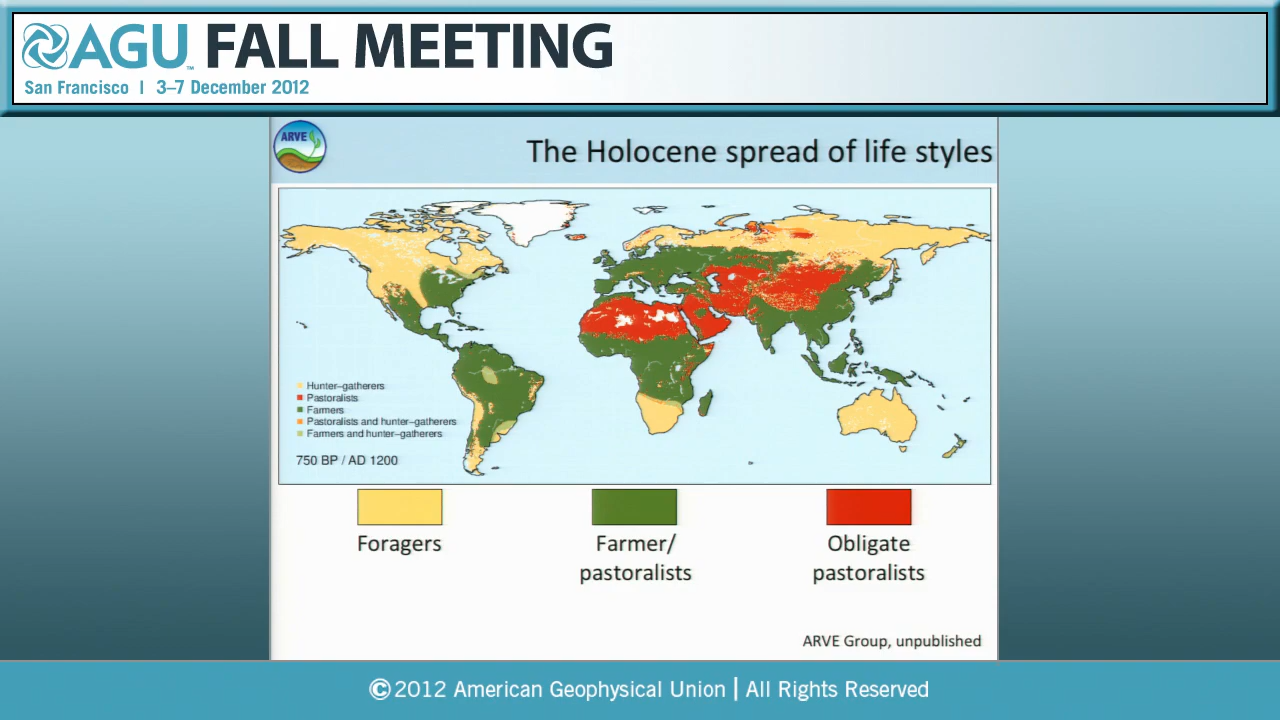 AGU™ FALL MEETING
San Francisco | 3–7 December 2012
ARVE
The Holocene spread of life styles
Hunter–gatherers
Pastoralists
Farmers
Pastoralists and hunter–gatherers
Farmers and hunter–gatherers
750 BP / AD 1200
Foragers
Farmer/
pastoralists
Obligate
pastoralists
ARVE Group, unpublished
©2012 American Geophysical Union | All Rights Reserved